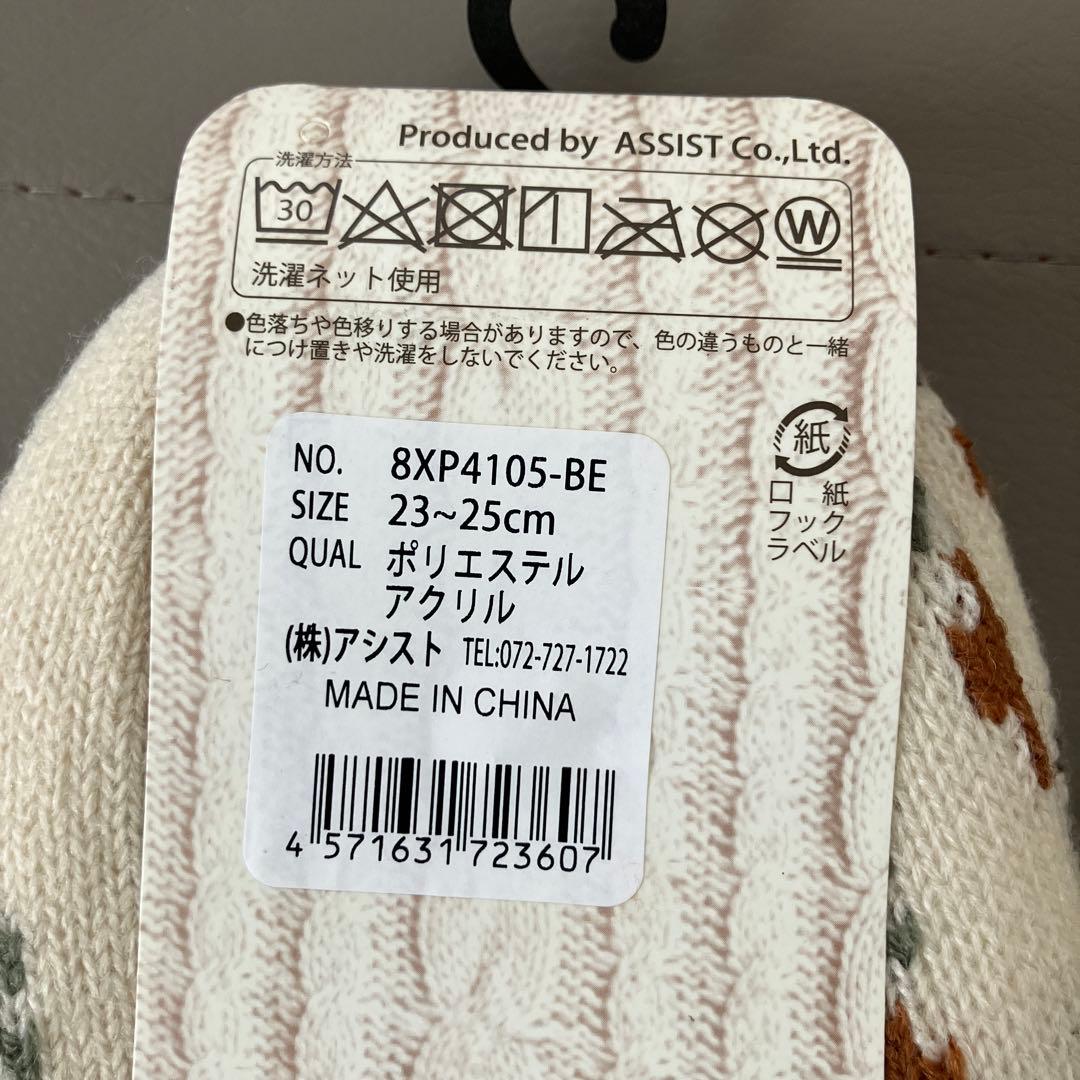 Produced by ASSIST Co.,Ltd.
洗濯方法
30
W
洗濯ネット使用
●色落ちや色移りする場合がありますので、色の違うものと一緒
につけ置きや洗濯をしないでください。
紙
口 紙
フック
ラベル
NO. 8XP4105-BE
SIZE 23~25cm
QUAL ポリエステル
アクリル
(株)アシスト TEL:072-727-1722
MADE IN CHINA
4 571631 723607